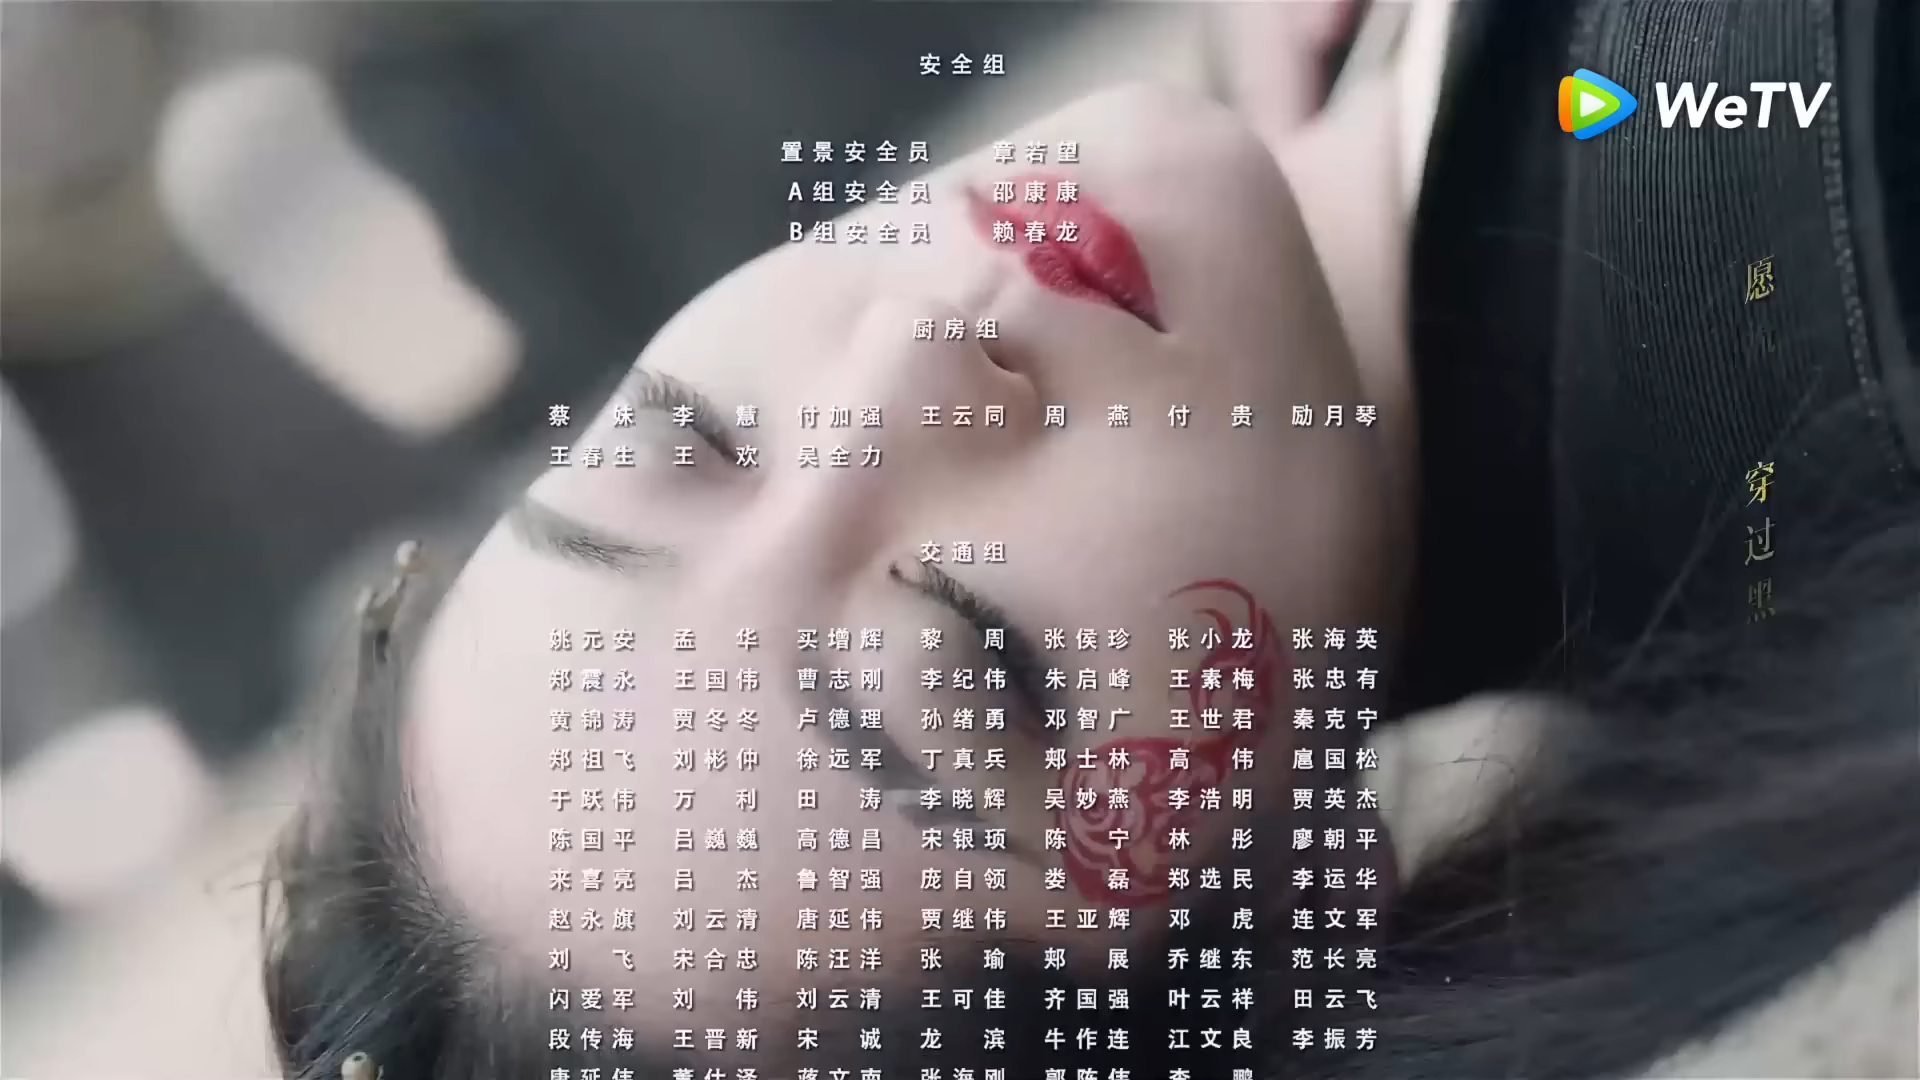 安全组
WeTV
置景安全员 章若望
A组安全员 邵康康
B组安全员 赖春龙
愿
厨房组
蔡妹 李慧 付加强 王云同 周燕 付贵 励月琴
王春生 王欢 吴全力
穿过
交通组
姚元安 孟华 买增辉 黎周 张侯珍 张小龙 张海英
郑震永 王国伟 曹志刚 李纪伟 朱启峰 王素梅 张忠有
黄锦涛 贾冬冬 卢德理 孙绪勇 邓智广 王世君 秦克宁
郑祖飞 刘彬仲 徐远军 丁真兵 郏士林 高伟 扈国松
于跃伟 万利 田涛 李晓辉 吴妙燕 李浩明 贾英杰
陈国平 吕巍巍 高德昌 宋银顼 陈宁 林彤 廖朝平
来喜亮 吕杰 鲁智强 庞自领 娄磊 郑选民 李运华
赵永旗 刘云清 唐延伟 贾继伟 王亚辉 邓虎 连文军
刘飞 宋合忠 陈汪洋 张瑜 郏展 乔继东 范长亮
闪爱军 刘伟 刘云清 王可佳 齐国强 叶云祥 田云飞
段传海 王晋新 宋诚 龙滨 牛作连 江文良 李振芳